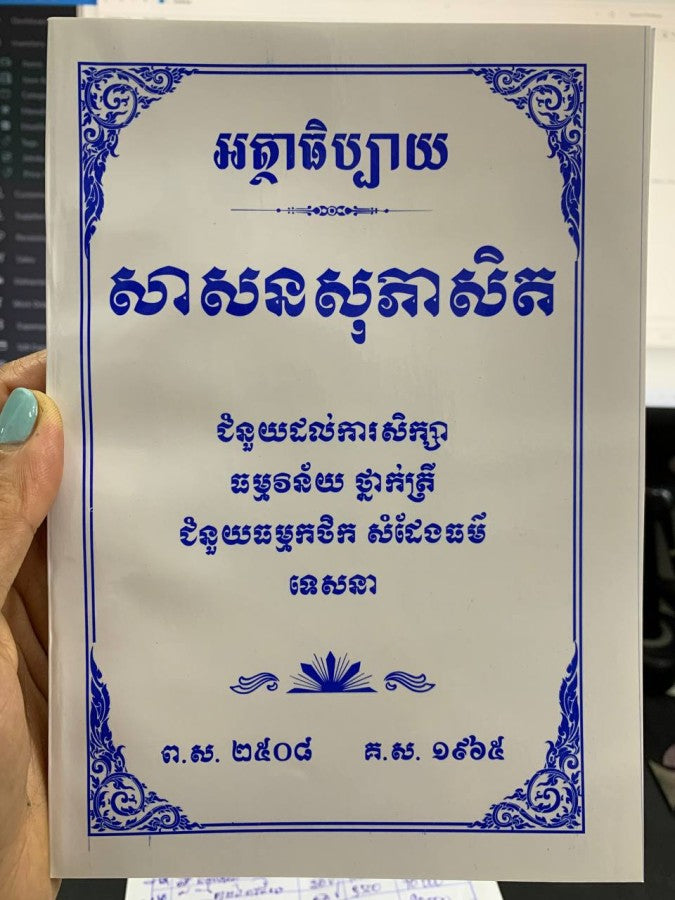 អត្ថាធិប្បាយ
សាសនសុភាសិត
ជំនួយដល់ការសិក្សា
ធម្មវិន័យ ថ្នាក់ត្រី
ជំនួយធម្មកថិក សំដែងធម៌
ទេសនា
ព.ស. ២៥០៨ គ.ស. ១៩៦៥